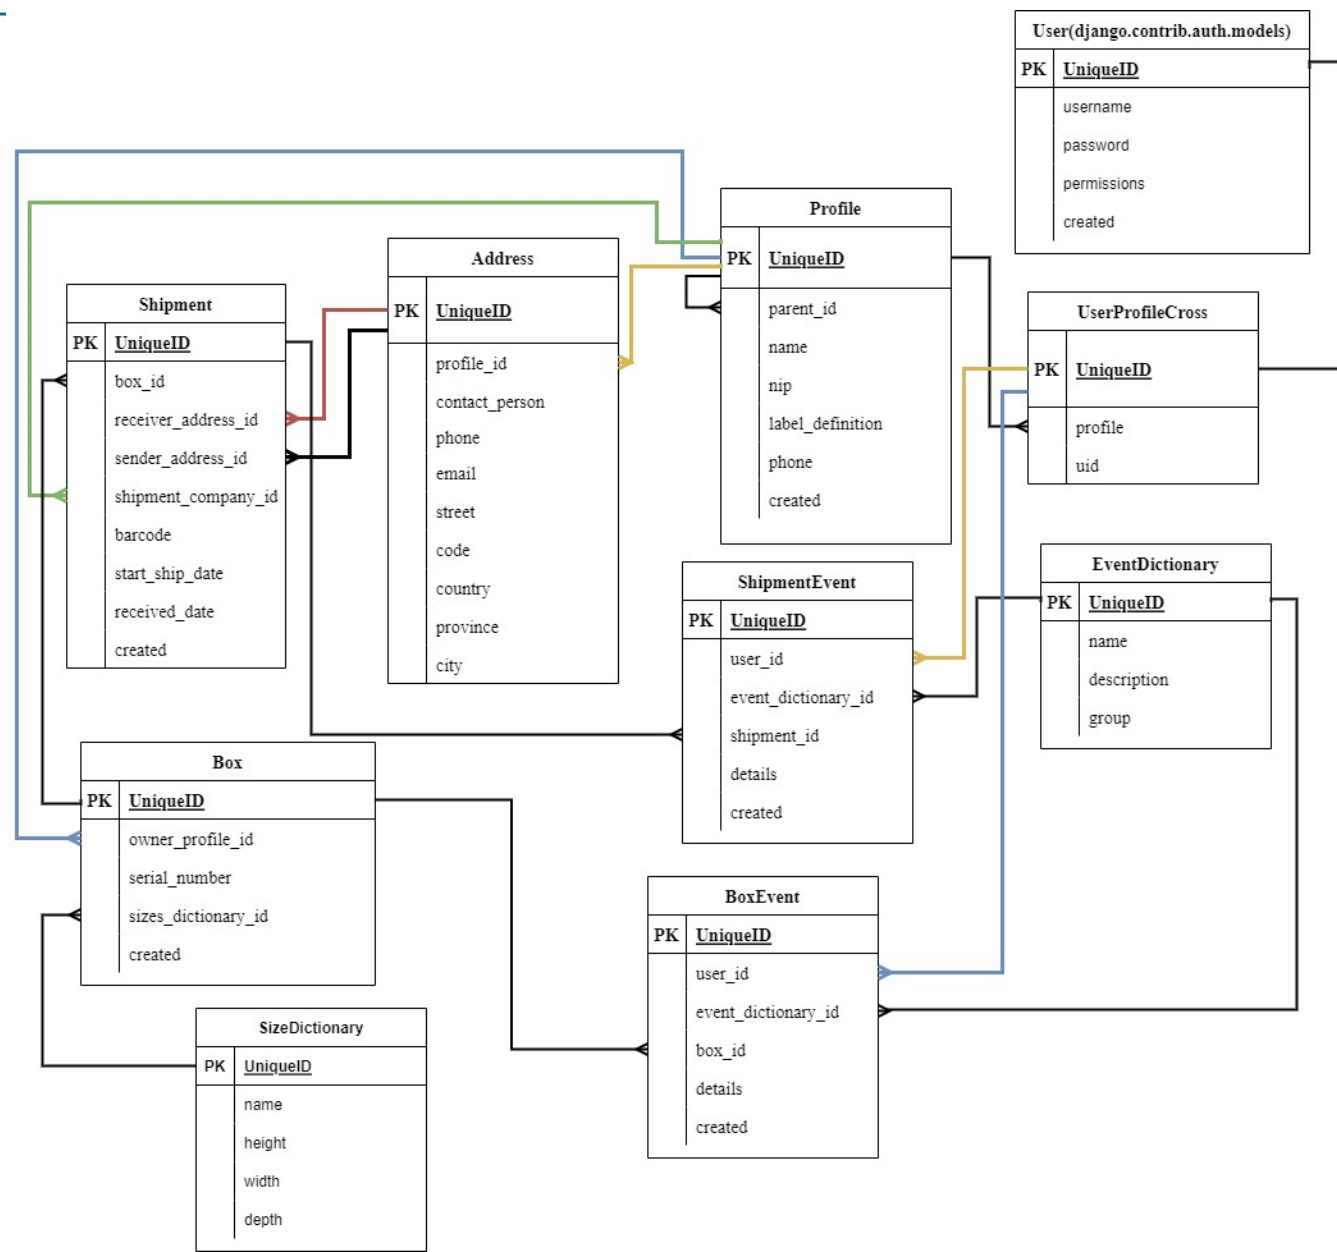 User(django.contrib.auth.models)
PK UniqueID
username
password
permissions
created
Profile
PK UniqueID
parent_id
name
nip
label_definition
phone
created
Address
PK UniqueID
profile_id
contact_person
phone
email
street
code
country
province
city
Shipment
PK UniqueID
box_id
receiver_address_id
sender_address_id
shipment_company_id
barcode
start_ship_date
received_date
created
UserProfileCross
PK UniqueID
profile
uid
ShipmentEvent
PK UniqueID
user_id
event_dictionary_id
shipment_id
details
created
EventDictionary
PK UniqueID
name
description
group
Box
PK UniqueID
owner_profile_id
serial_number
sizes_dictionary_id
created
BoxEvent
PK UniqueID
user_id
event_dictionary_id
box_id
details
created
SizeDictionary
PK UniqueID
name
height
width
depth